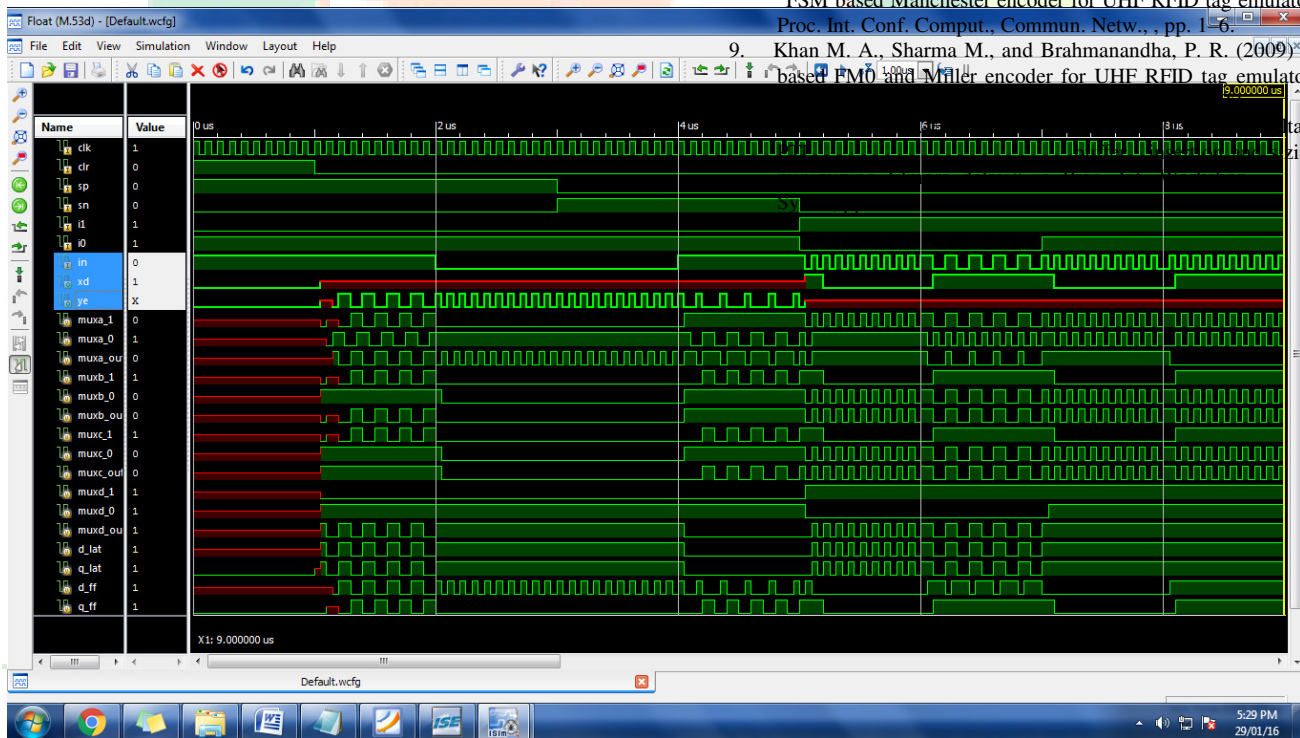 "FSM based Manchester encoder for UHF RFID tag emulato
Float (M.53d) - [Default.wcfg]
Proc. Int. Conf. Comput., Commun. Netw., , pp. 1–6.
File Edit View Simulation Window Layout Help
9. Khan M. A., Sharma M., and Brahmanandha, P. R. (2009)
1.00us
based FM0 and Miller encoder for UHF RFID tag emulato
9.000000 us
Name Value 0 us 2 us 4 us 6 us 8 us
clk 1
clr 0
sp 0
sn 0
i1 1
i0 1
in 0
xd 1
ye X
muxa_1 0
muxa_0 1
muxa_out 0
muxb_1 1
muxb_0 0
muxb_ou 0
muxc_1 1
muxc_0 0
muxc_out 0
muxd_1 1
muxd_0 1
muxd_ou 1
d_lat 1
q_lat 1
d_ff 1
q_ff 1
X1: 9.000000 us
Default.wcfg
ISE
ISim
5:29 PM
29/01/16